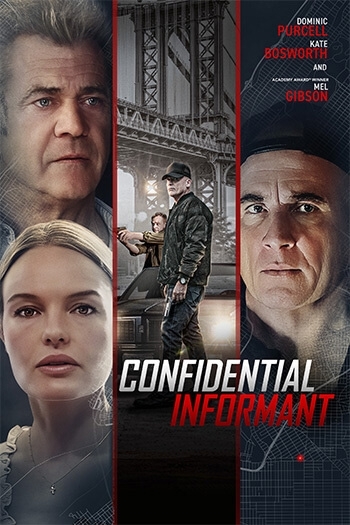 DOMINIC
PURCELL
KATE
BOSWORTH
AND
ACADEMY AWARD® WINNER
MEL
GIBSON
CONFIDENTIAL
INFORMANT